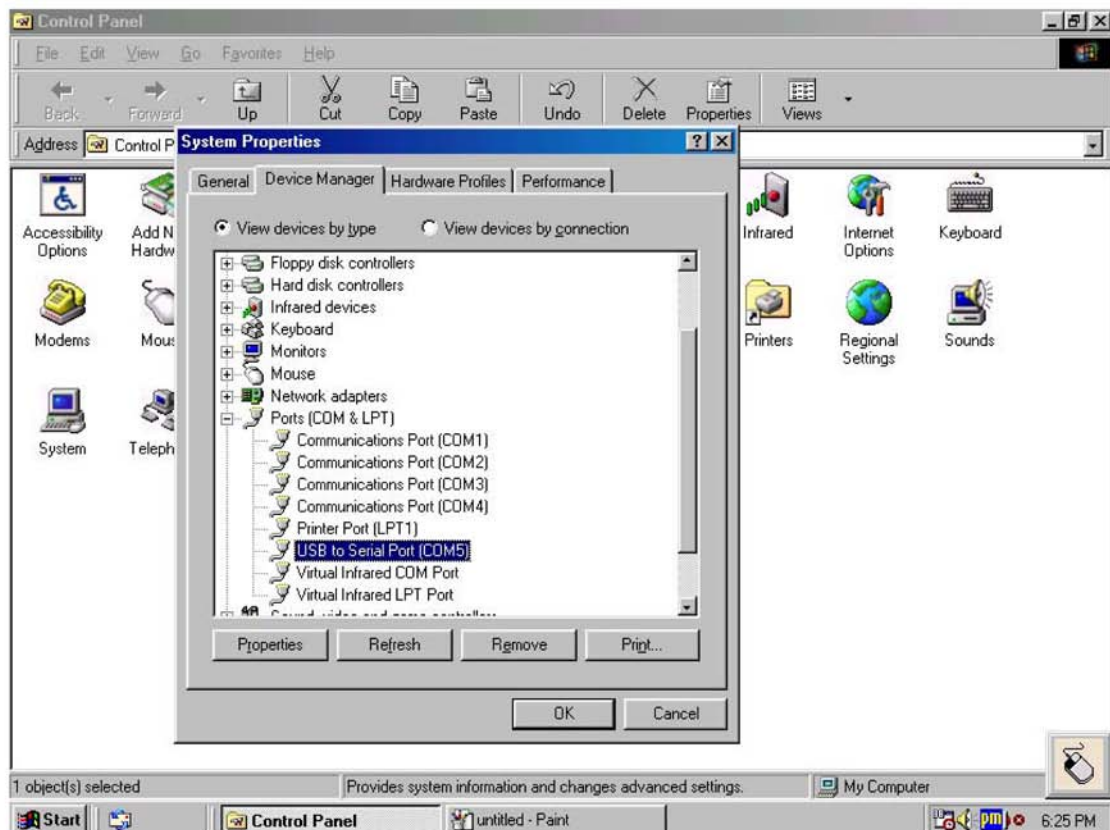 Control Panel
File Edit View Go Favorites Help
Back Forward Up Cut Copy Paste Undo Delete Properties Views
Address Control P
System Properties
General Device Manager Hardware Profiles Performance
View devices by type View devices by connection
Floppy disk controllers
Hard disk controllers
Infrared devices
Keyboard
Monitors
Mouse
Network adapters
Ports (COM & LPT)
Communications Port (COM1)
Communications Port (COM2)
Communications Port (COM3)
Communications Port (COM4)
Printer Port (LPT1)
USB to Serial Port (COM5)
Virtual Infrared COM Port
Virtual Infrared LPT Port
Properties Refresh Remove Print...
OK Cancel
Accessibility
Options
Add N
Hardw
Infrared
Internet
Options
Keyboard
Modems
Mous
Printers
Regional
Settings
Sounds
System
Teleph
1 object(s) selected
Provides system information and changes advanced settings.
My Computer
Start
Control Panel
untitled - Paint
pm
6:25 PM